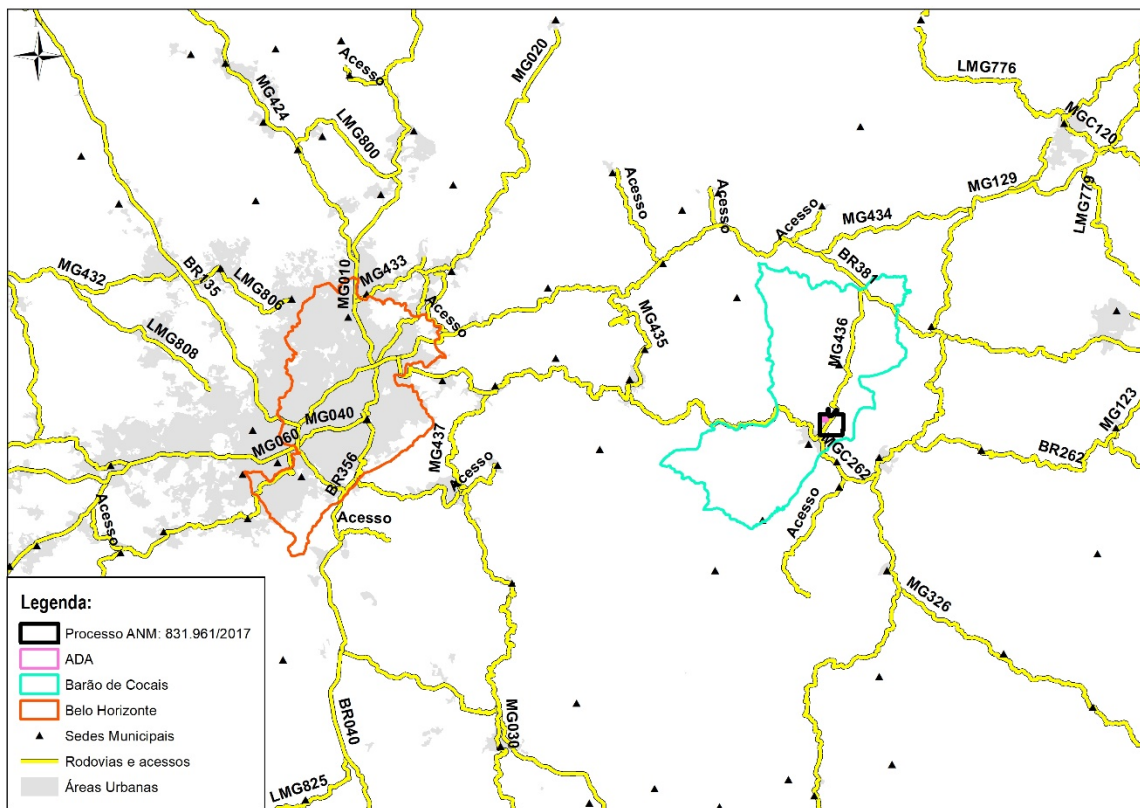 Acesso
MG020
LMG776
MG424
MGC120
LMG800
MG129
LMG779
Acesso
Acesso
Acesso
MG434
MG432
BR135
LMG806
MG010
MG433
BR381
Acesso
MG435
MG436
LMG808
MG040
MG060
MG437
BR356
MGC262
MG123
BR262
Acesso
Acesso
Acesso
Acesso
MG326
BR040
MG030
LMG825
Legenda:
Processo ANM: 831.961/2017
ADA
Barão de Cocais
Belo Horizonte
Sedes Municipais
Rodovias e acessos
Áreas Urbanas